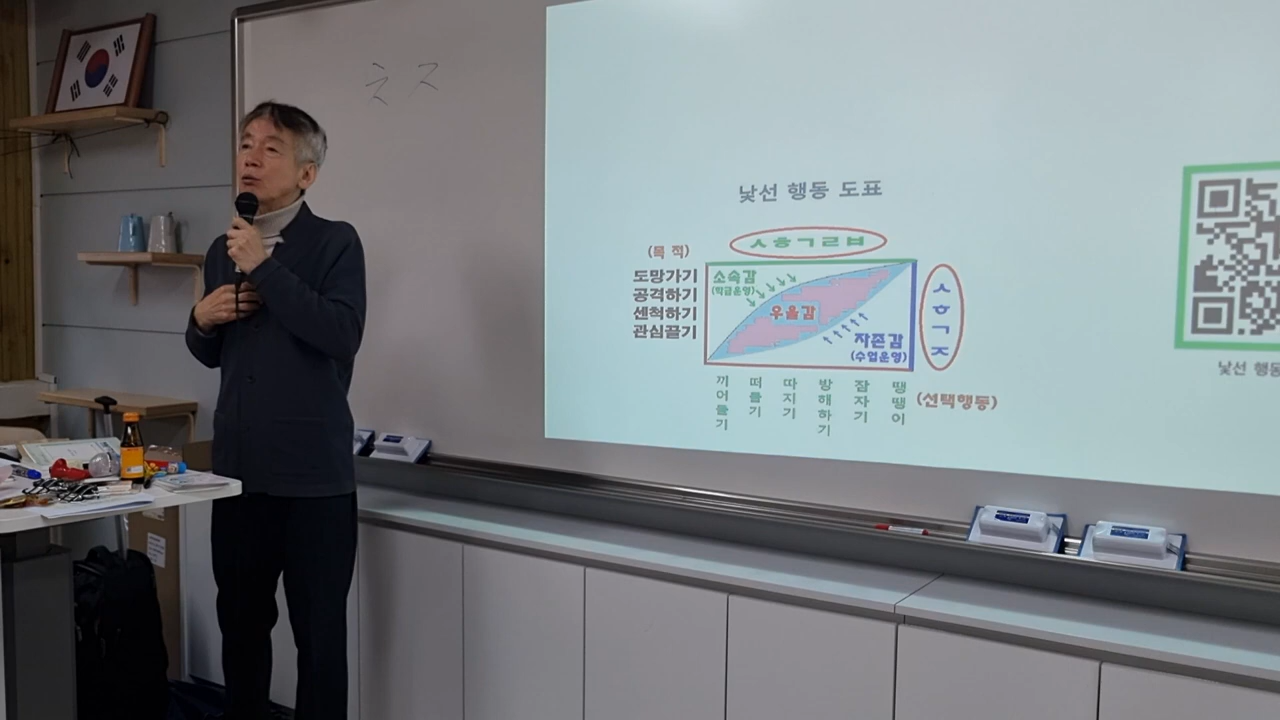 ㅊ ㅈ
낯선 행동 도표
(목 적)
ㅅㅎㄱㄹㅂ
도망가기
공격하기
센척하기
관심끌기
소속감
(학급운영)
우울감
자존감
(수업운영)
ㅅㅎㄱㅈ
끼어들기
떠들기
따지기
방해하기
잠자기
땡땡이
(선택행동)
낯선 행동